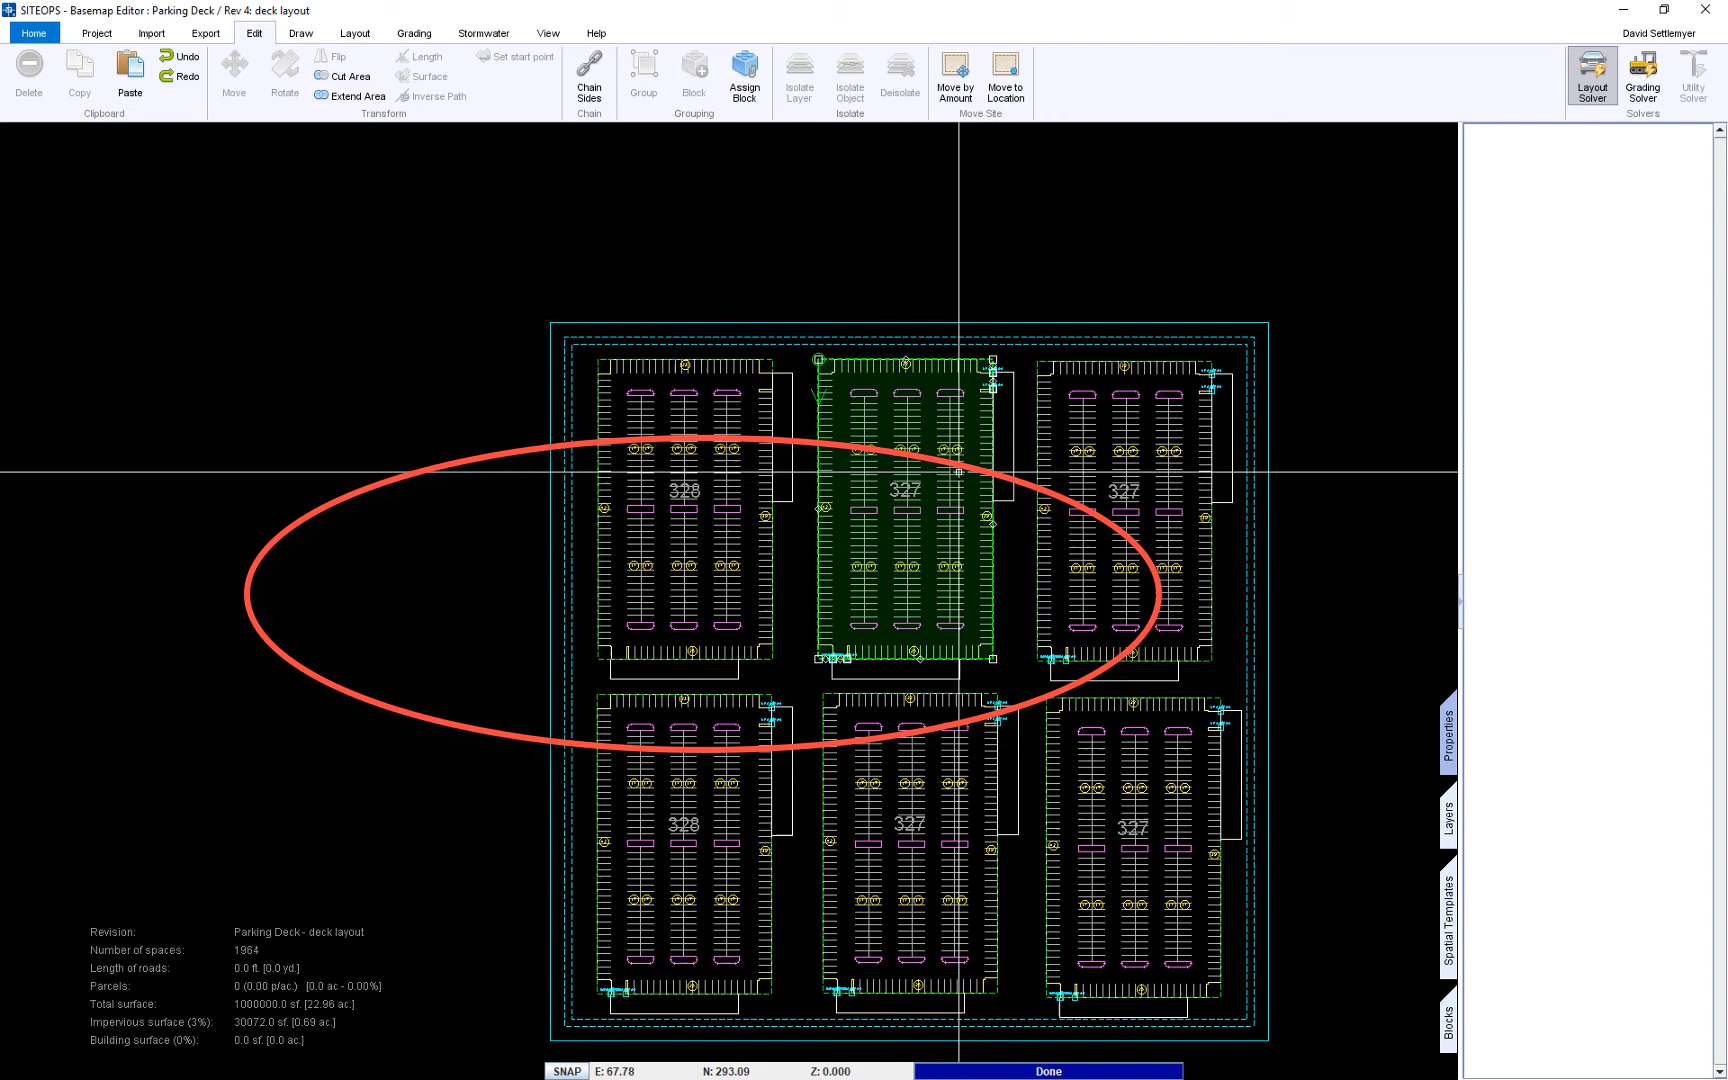 SITEOPS - Basemap Editor : Parking Deck / Rev 4: deck layout
Home Project Import Export Edit Draw Layout Grading Stormwater View Help
David Settlemyer
Delete Copy Paste Undo Redo
Clipboard
Move Rotate Flip Cut Area Extend Area Length Surface Inverse Path Set start point
Transform
Chain Sides
Chain
Group Block Assign Block
Grouping
Isolate Layer Isolate Object Deisolate
Isolate
Move by Amount Move to Location
Move Site
Layout Solver Grading Solver Utility Solver
Solvers
328 327 327
328 327 327
Properties
Layers
Spatial Templates
Blocks
Revision: Parking Deck - deck layout
Number of spaces: 1964
Length of roads: 0.0 ft. [0.0 yd.]
Parcels: 0 (0.00 p/ac.) [0.0 ac - 0.00%]
Total surface: 1000000.0 sf. [22.96 ac.]
Impervious surface (3%): 30072.0 sf. [0.69 ac.]
Building surface (0%): 0.0 sf. [0.0 ac.]
SNAP E: 67.78 N: 293.09 Z: 0.000 Done